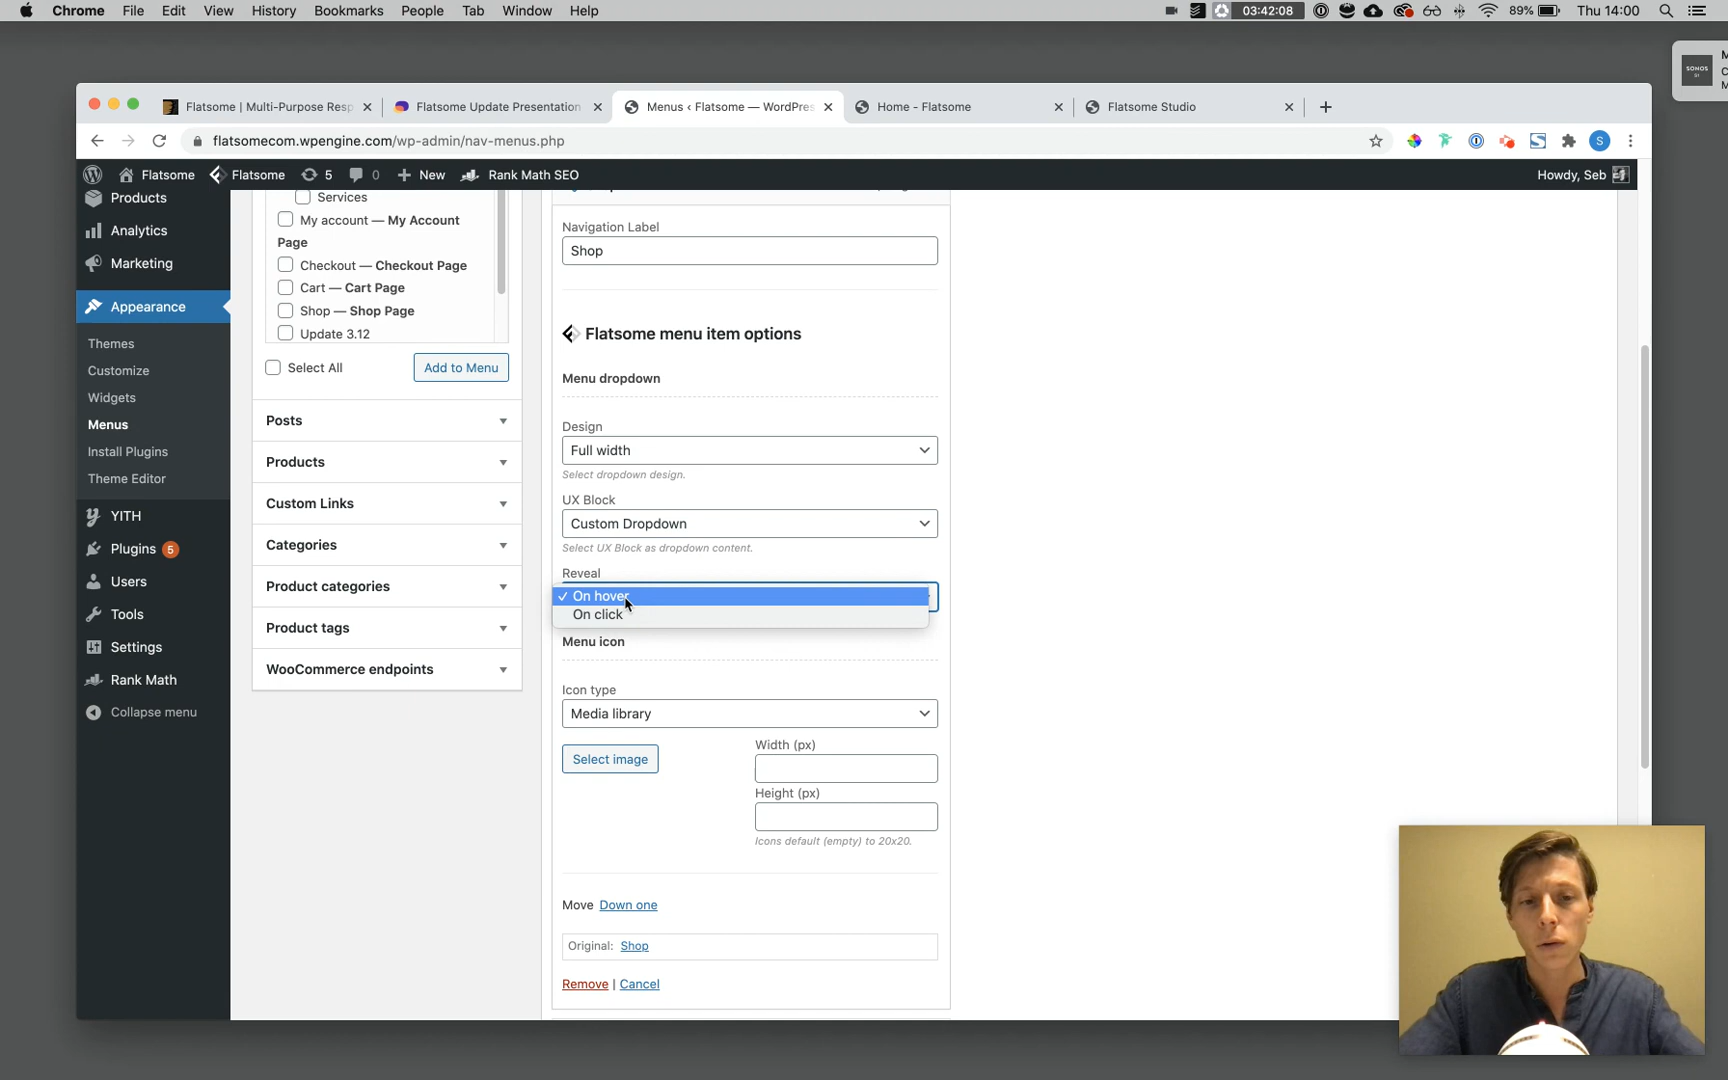 Chrome File Edit View History Bookmarks People Tab Window Help 03:42:08 89% Thu 14:00
SONOS
Flatsome | Multi-Purpose Resp Flatsome Update Presentation Menus ‹ Flatsome — WordPres Home - Flatsome Flatsome Studio
flatsomecom.wpengine.com/wp-admin/nav-menus.php S
Flatsome Flatsome 5 0 New Rank Math SEO Howdy, Seb
Products
Analytics
Marketing
Appearance
Themes
Customize
Widgets
Menus
Install Plugins
Theme Editor
YITH
Plugins 5
Users
Tools
Settings
Rank Math
Collapse menu
Services
My account — My Account
Page
Checkout — Checkout Page
Cart — Cart Page
Shop — Shop Page
Update 3.12
Select All Add to Menu
Posts
Products
Custom Links
Categories
Product categories
Product tags
WooCommerce endpoints
Navigation Label
Shop
Flatsome menu item options
Menu dropdown
Design
Full width
Select dropdown design.
UX Block
Custom Dropdown
Select UX Block as dropdown content.
Reveal
✓ On hover
On click
Menu icon
Icon type
Media library
Select image
Width (px)
Height (px)
Icons default (empty) to 20x20.
Move Down one
Original: Shop
Remove | Cancel